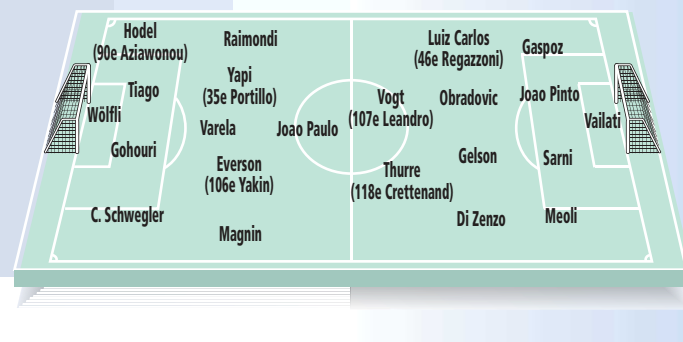 Hodel
(90e Aziawonou)
Tiago
Wölfli
Gohouri
C. Schwegler
Raimondi
Yapi
(35e Portillo)
Varela
Everson
(106e Yakin)
Magnin
Joao Paulo
Vogt
(107e Leandro)
Thurre
(118e Crettenand)
Luiz Carlos
(46e Regazzoni)
Obradovic
Gelson
Di Zenzo
Gaspoz
Joao Pinto
Sarni
Meoli
Vailati